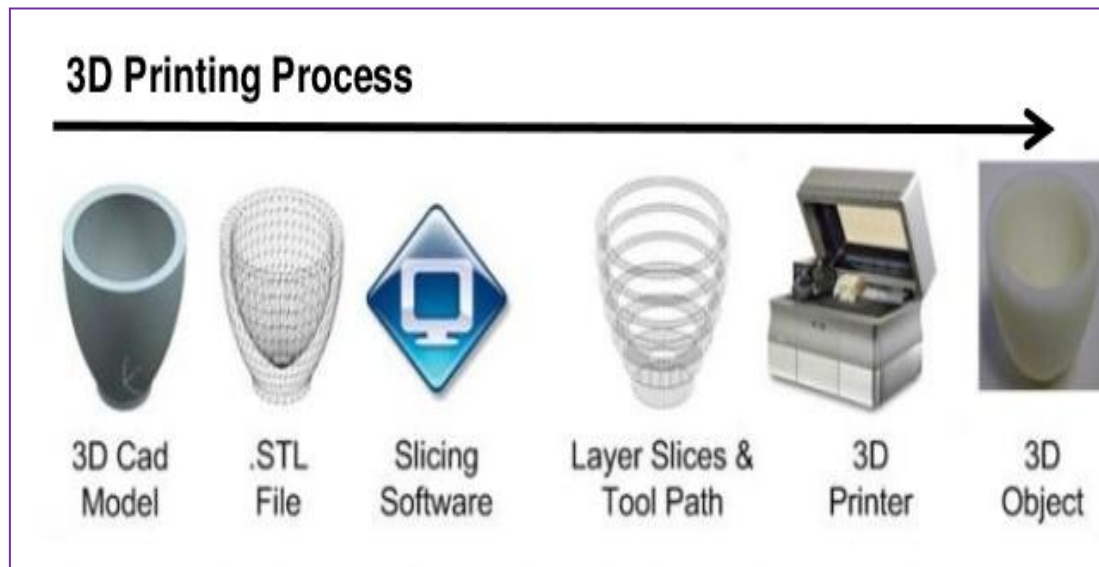 3D Printing Process
3D Cad
Model
.STL
File
Slicing
Software
Layer Slices &
Tool Path
3D
Printer
3D
Object